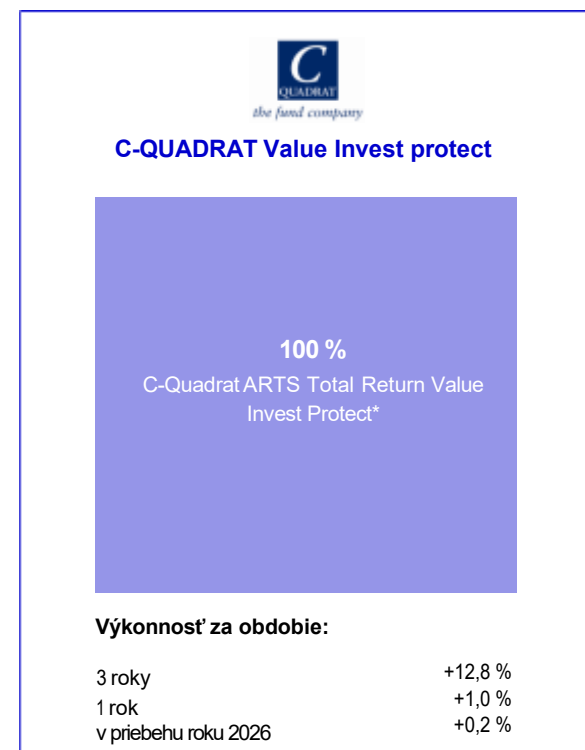 C
QUADRAT
the fund company
C-QUADRAT Value Invest protect
100 %
C-Quadrat ARTS Total Return Value
Invest Protect*
Výkonnosť za obdobie:
3 roky +12,8 %
1 rok +1,0 %
v priebehu roku 2026 +0,2 %